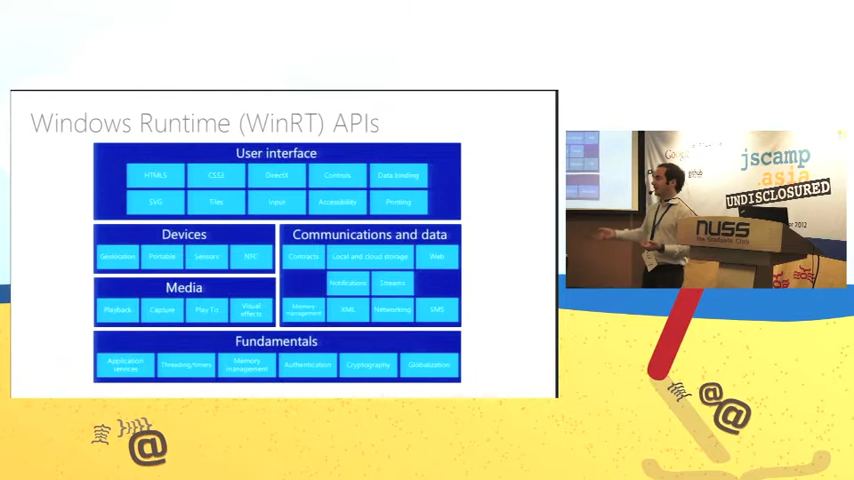 Windows Runtime (WinRT) APIs
User interface
HTML5 CSS3 DirectX Controls Data binding
SVG Tiles Input Accessibility Printing
Devices
Geolocation Portable Sensors NFC
Media
Playback Capture Play To Visual effects
Communications and data
Contracts Local and cloud storage Web
Notifications Streams
Memory management XML Networking SMS
Fundamentals
Application services Threading/timers Memory management Authentication Cryptography Globalization
jscamp
.asia
UNDISCLOSURED
NUSS
2012
@
@
@